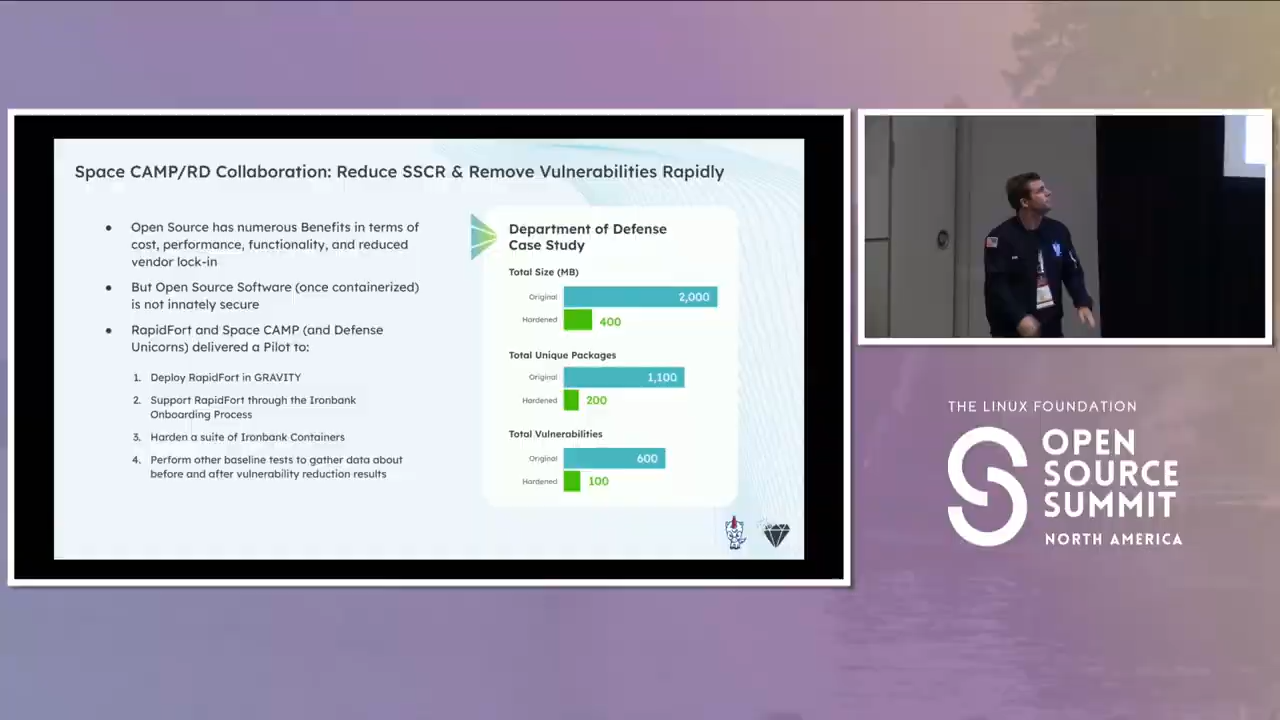 Space CAMP/RD Collaboration: Reduce SSCR & Remove Vulnerabilities Rapidly
● Open Source has numerous Benefits in terms of
cost, performance, functionality, and reduced
vendor lock-in
● But Open Source Software (once containerized)
is not innately secure
● RapidFort and Space CAMP (and Defense
Unicorns) delivered a Pilot to:
1. Deploy RapidFort in GRAVITY
2. Support RapidFort through the Ironbank
Onboarding Process
3. Harden a suite of Ironbank Containers
4. Perform other baseline tests to gather data about
before and after vulnerability reduction results
Department of Defense
Case Study
Total Size (MB)
Original 2,000
Hardened 400
Total Unique Packages
Original 1,100
Hardened 200
Total Vulnerabilities
Original 600
Hardened 100
THE LINUX FOUNDATION
OPEN
SOURCE
SUMMIT
NORTH AMERICA